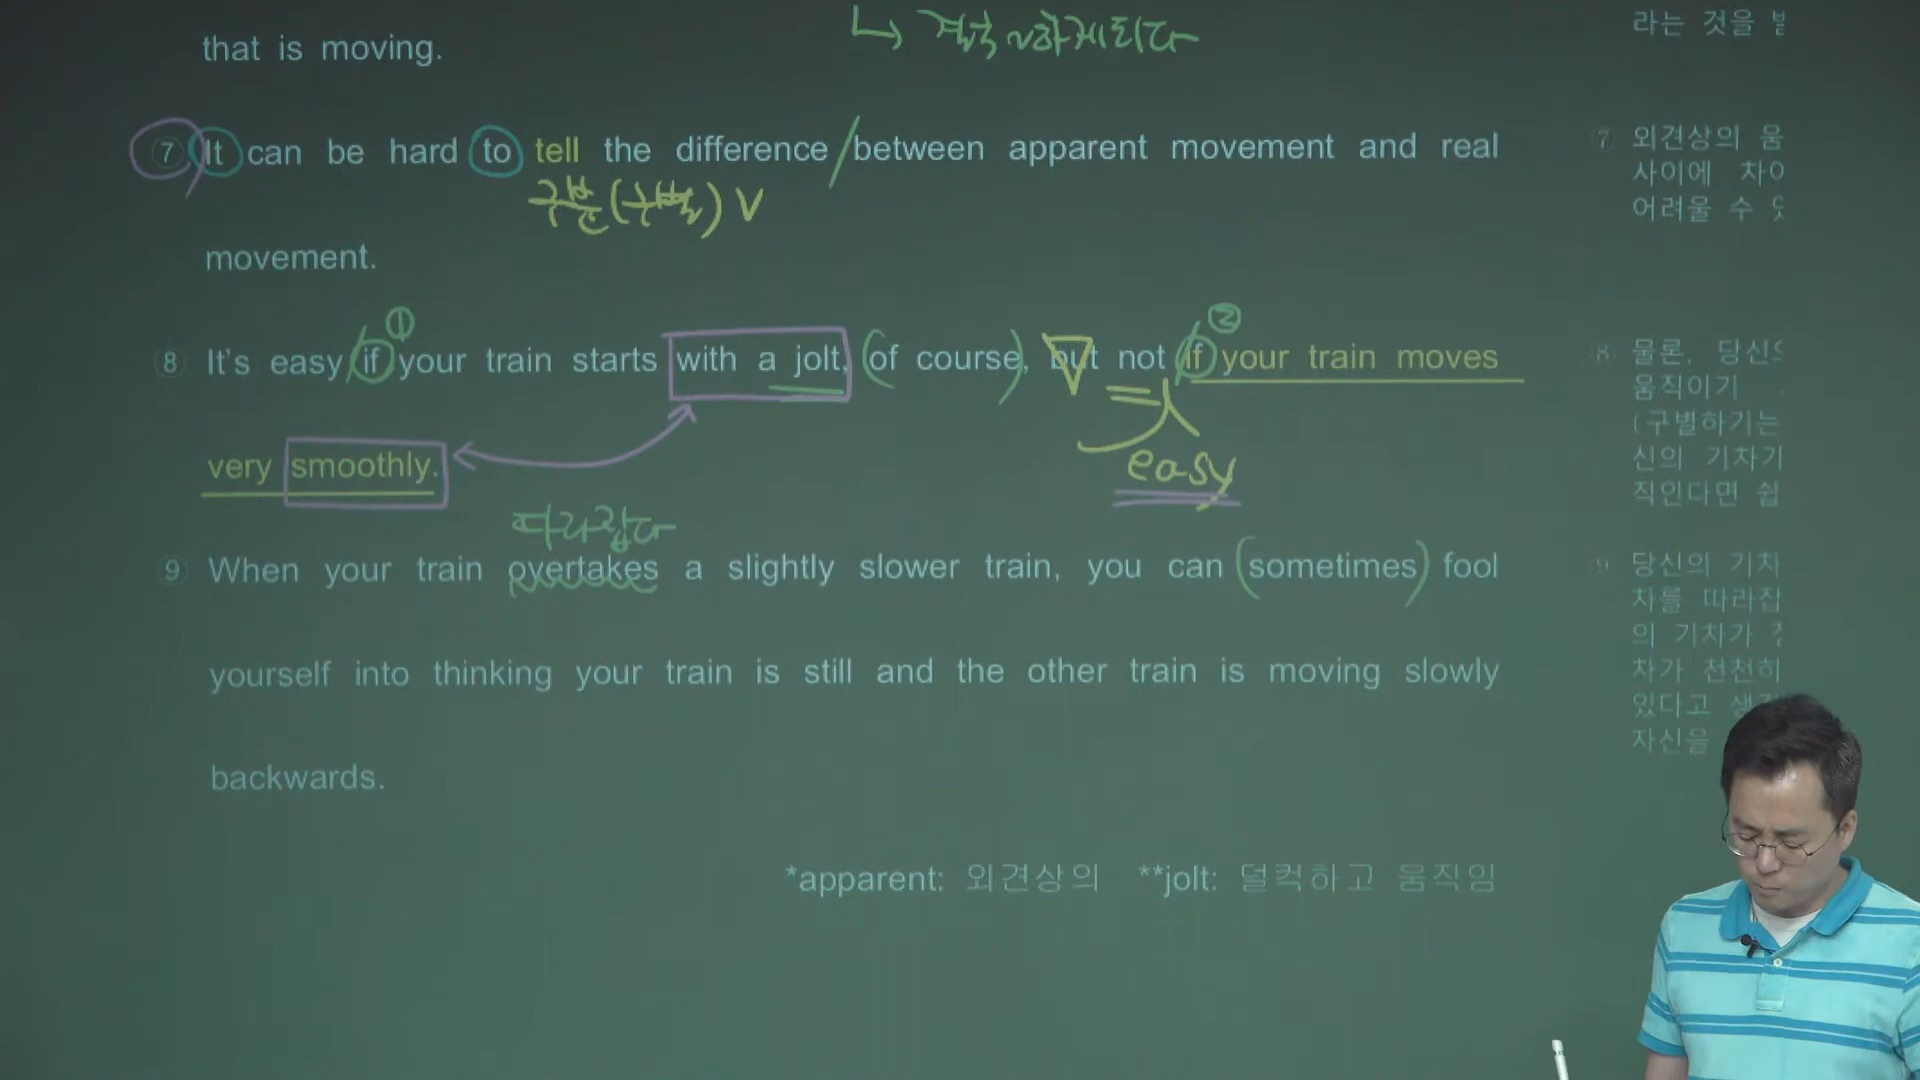 that is moving.
↳ 결국 ~하게되다
⑦ It can be hard to tell the difference / between apparent movement and real
구분(구별) V
movement.
① ②
⑧ It's easy if your train starts with a jolt, (of course), but not if your train moves
easy
very smoothly.
따라잡다
⑨ When your train overtakes a slightly slower train, you can (sometimes) fool
yourself into thinking your train is still and the other train is moving slowly
backwards.
*apparent: 외견상의 **jolt: 덜컥하고 움직임
라는 것을
⑦ 외견상의 움
사이에 차이
어려울 수
⑧ 물론, 당신의
움직이기
(구별하기는
신의 기차가
직인다면 쉽
9 당신의 기차
차를 따라잡
의 기차가
차가 천천히
있다고
자신을